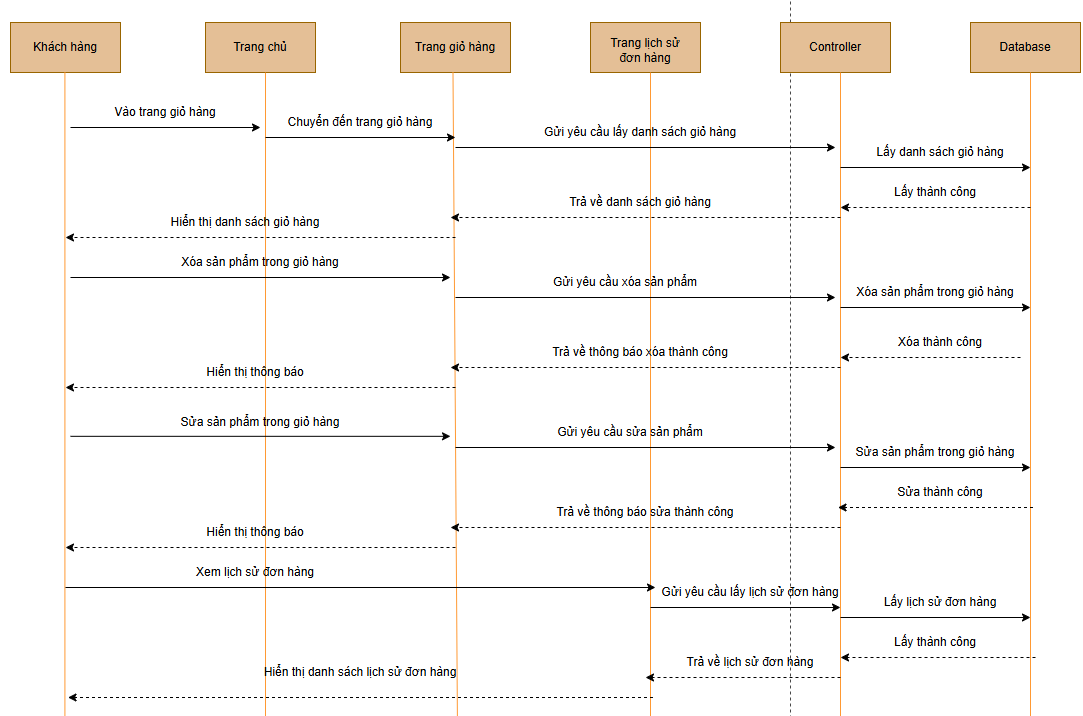 Khách hàng
Trang chủ
Trang giỏ hàng
Trang lịch sử
đơn hàng
Controller
Database
Vào trang giỏ hàng
Chuyển đến trang giỏ hàng
Gửi yêu cầu lấy danh sách giỏ hàng
Lấy danh sách giỏ hàng
Lấy thành công
Trả về danh sách giỏ hàng
Hiển thị danh sách giỏ hàng
Xóa sản phẩm trong giỏ hàng
Gửi yêu cầu xóa sản phẩm
Xóa sản phẩm trong giỏ hàng
Xóa thành công
Trả về thông báo xóa thành công
Hiển thị thông báo
Sửa sản phẩm trong giỏ hàng
Gửi yêu cầu sửa sản phẩm
Sửa sản phẩm trong giỏ hàng
Sửa thành công
Trả về thông báo sửa thành công
Hiển thị thông báo
Xem lịch sử đơn hàng
Gửi yêu cầu lấy lịch sử đơn hàng
Lấy lịch sử đơn hàng
Lấy thành công
Trả về lịch sử đơn hàng
Hiển thị danh sách lịch sử đơn hàng